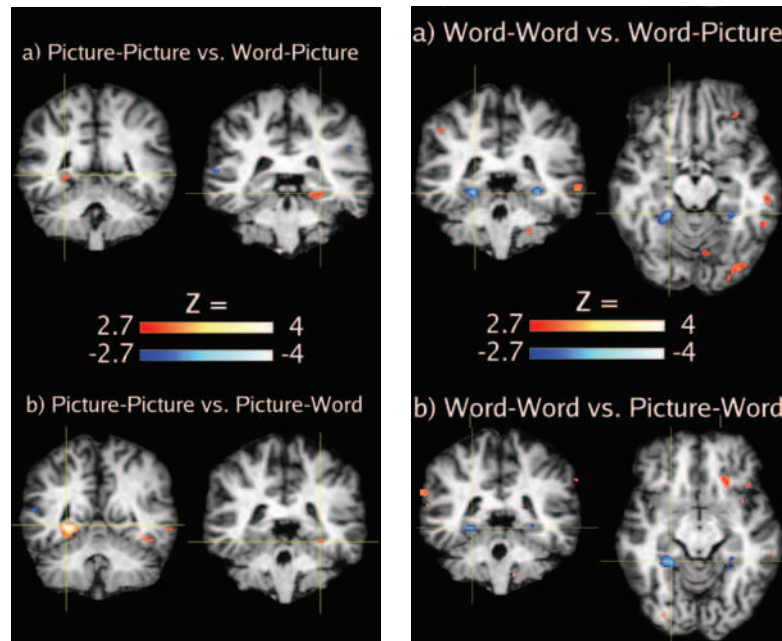 a) Picture-Picture vs. Word-Picture
Z =
2.7 4
-2.7 -4
b) Picture-Picture vs. Picture-Word
a) Word-Word vs. Word-Picture
Z =
2.7 4
-2.7 -4
b) Word-Word vs. Picture-Word